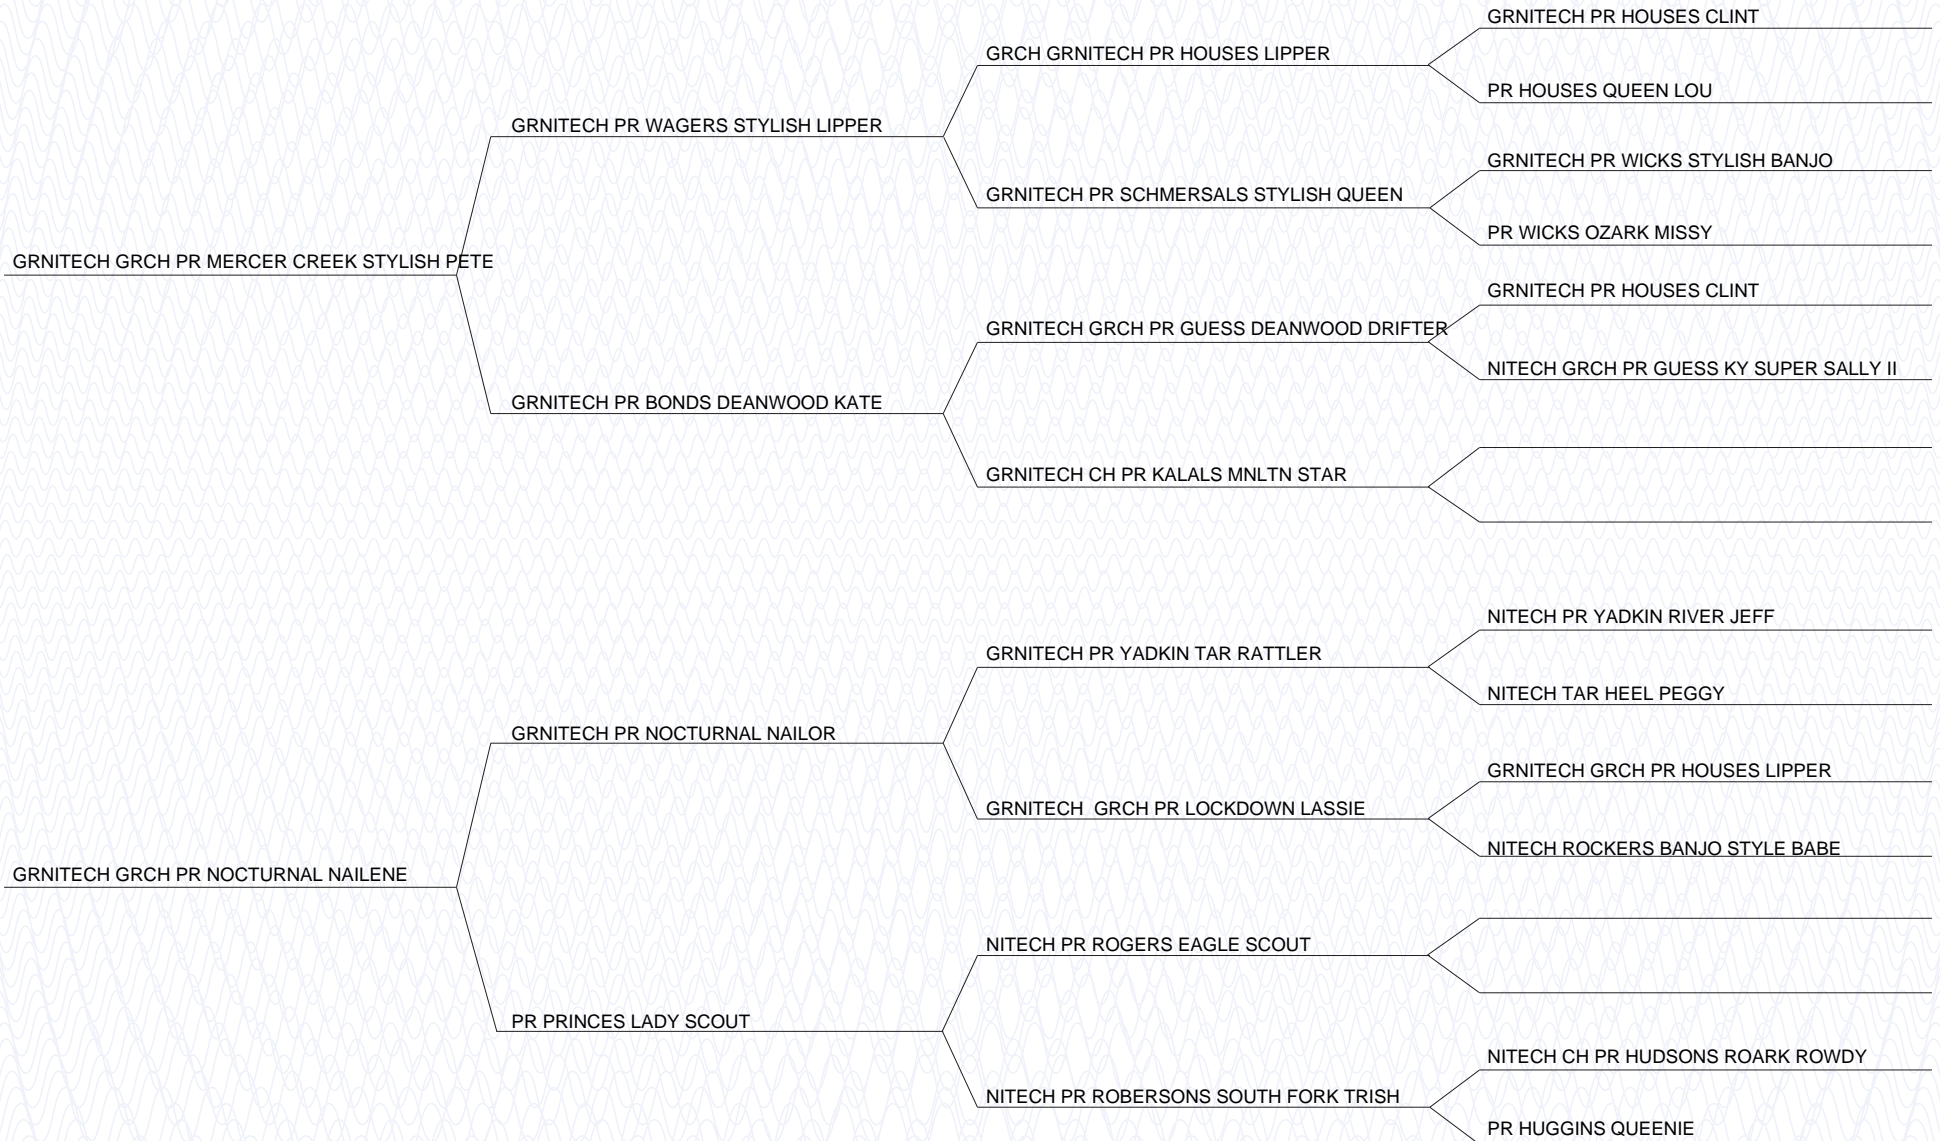 GRNITECH PR HOUSES CLINT
GRCH GRNITECH PR HOUSES LIPPER
PR HOUSES QUEEN LOU
GRNITECH PR WAGERS STYLISH LIPPER
GRNITECH PR WICKS STYLISH BANJO
GRNITECH PR SCHMERSALS STYLISH QUEEN
PR WICKS OZARK MISSY
GRNITECH GRCH PR MERCER CREEK STYLISH PETE
GRNITECH PR HOUSES CLINT
GRNITECH GRCH PR GUESS DEANWOOD DRIFTER
NITECH GRCH PR GUESS KY SUPER SALLY II
GRNITECH PR BONDS DEANWOOD KATE
GRNITECH CH PR KALALS MNLTN STAR
NITECH PR YADKIN RIVER JEFF
GRNITECH PR YADKIN TAR RATTLER
NITECH TAR HEEL PEGGY
GRNITECH PR NOCTURNAL NAILOR
GRNITECH GRCH PR HOUSES LIPPER
GRNITECH  GRCH PR LOCKDOWN LASSIE
NITECH ROCKERS BANJO STYLE BABE
GRNITECH GRCH PR NOCTURNAL NAILENE
NITECH PR ROGERS EAGLE SCOUT
PR PRINCES LADY SCOUT
NITECH CH PR HUDSONS ROARK ROWDY
NITECH PR ROBERSONS SOUTH FORK TRISH
PR HUGGINS QUEENIE